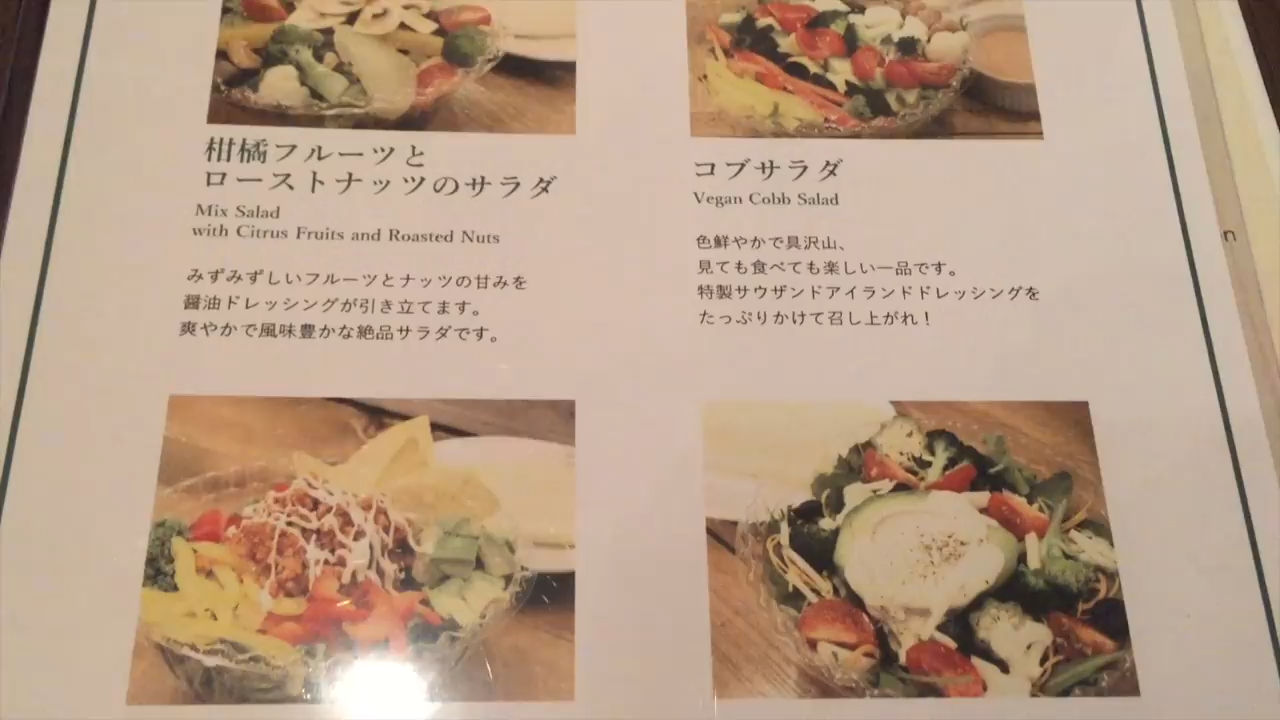 柑橘フルーツと
ローストナッツのサラダ
Mix Salad
with Citrus Fruits and Roasted Nuts
みずみずしいフルーツとナッツの甘みを
醤油ドレッシングが引き立てます。
爽やかで風味豊かな絶品サラダです。
コブサラダ
Vegan Cobb Salad
色鮮やかで具沢山、
見ても食べても楽しい一品です。
特製サウザンドアイランドドレッシングを
たっぷりかけて召し上がれ！
n